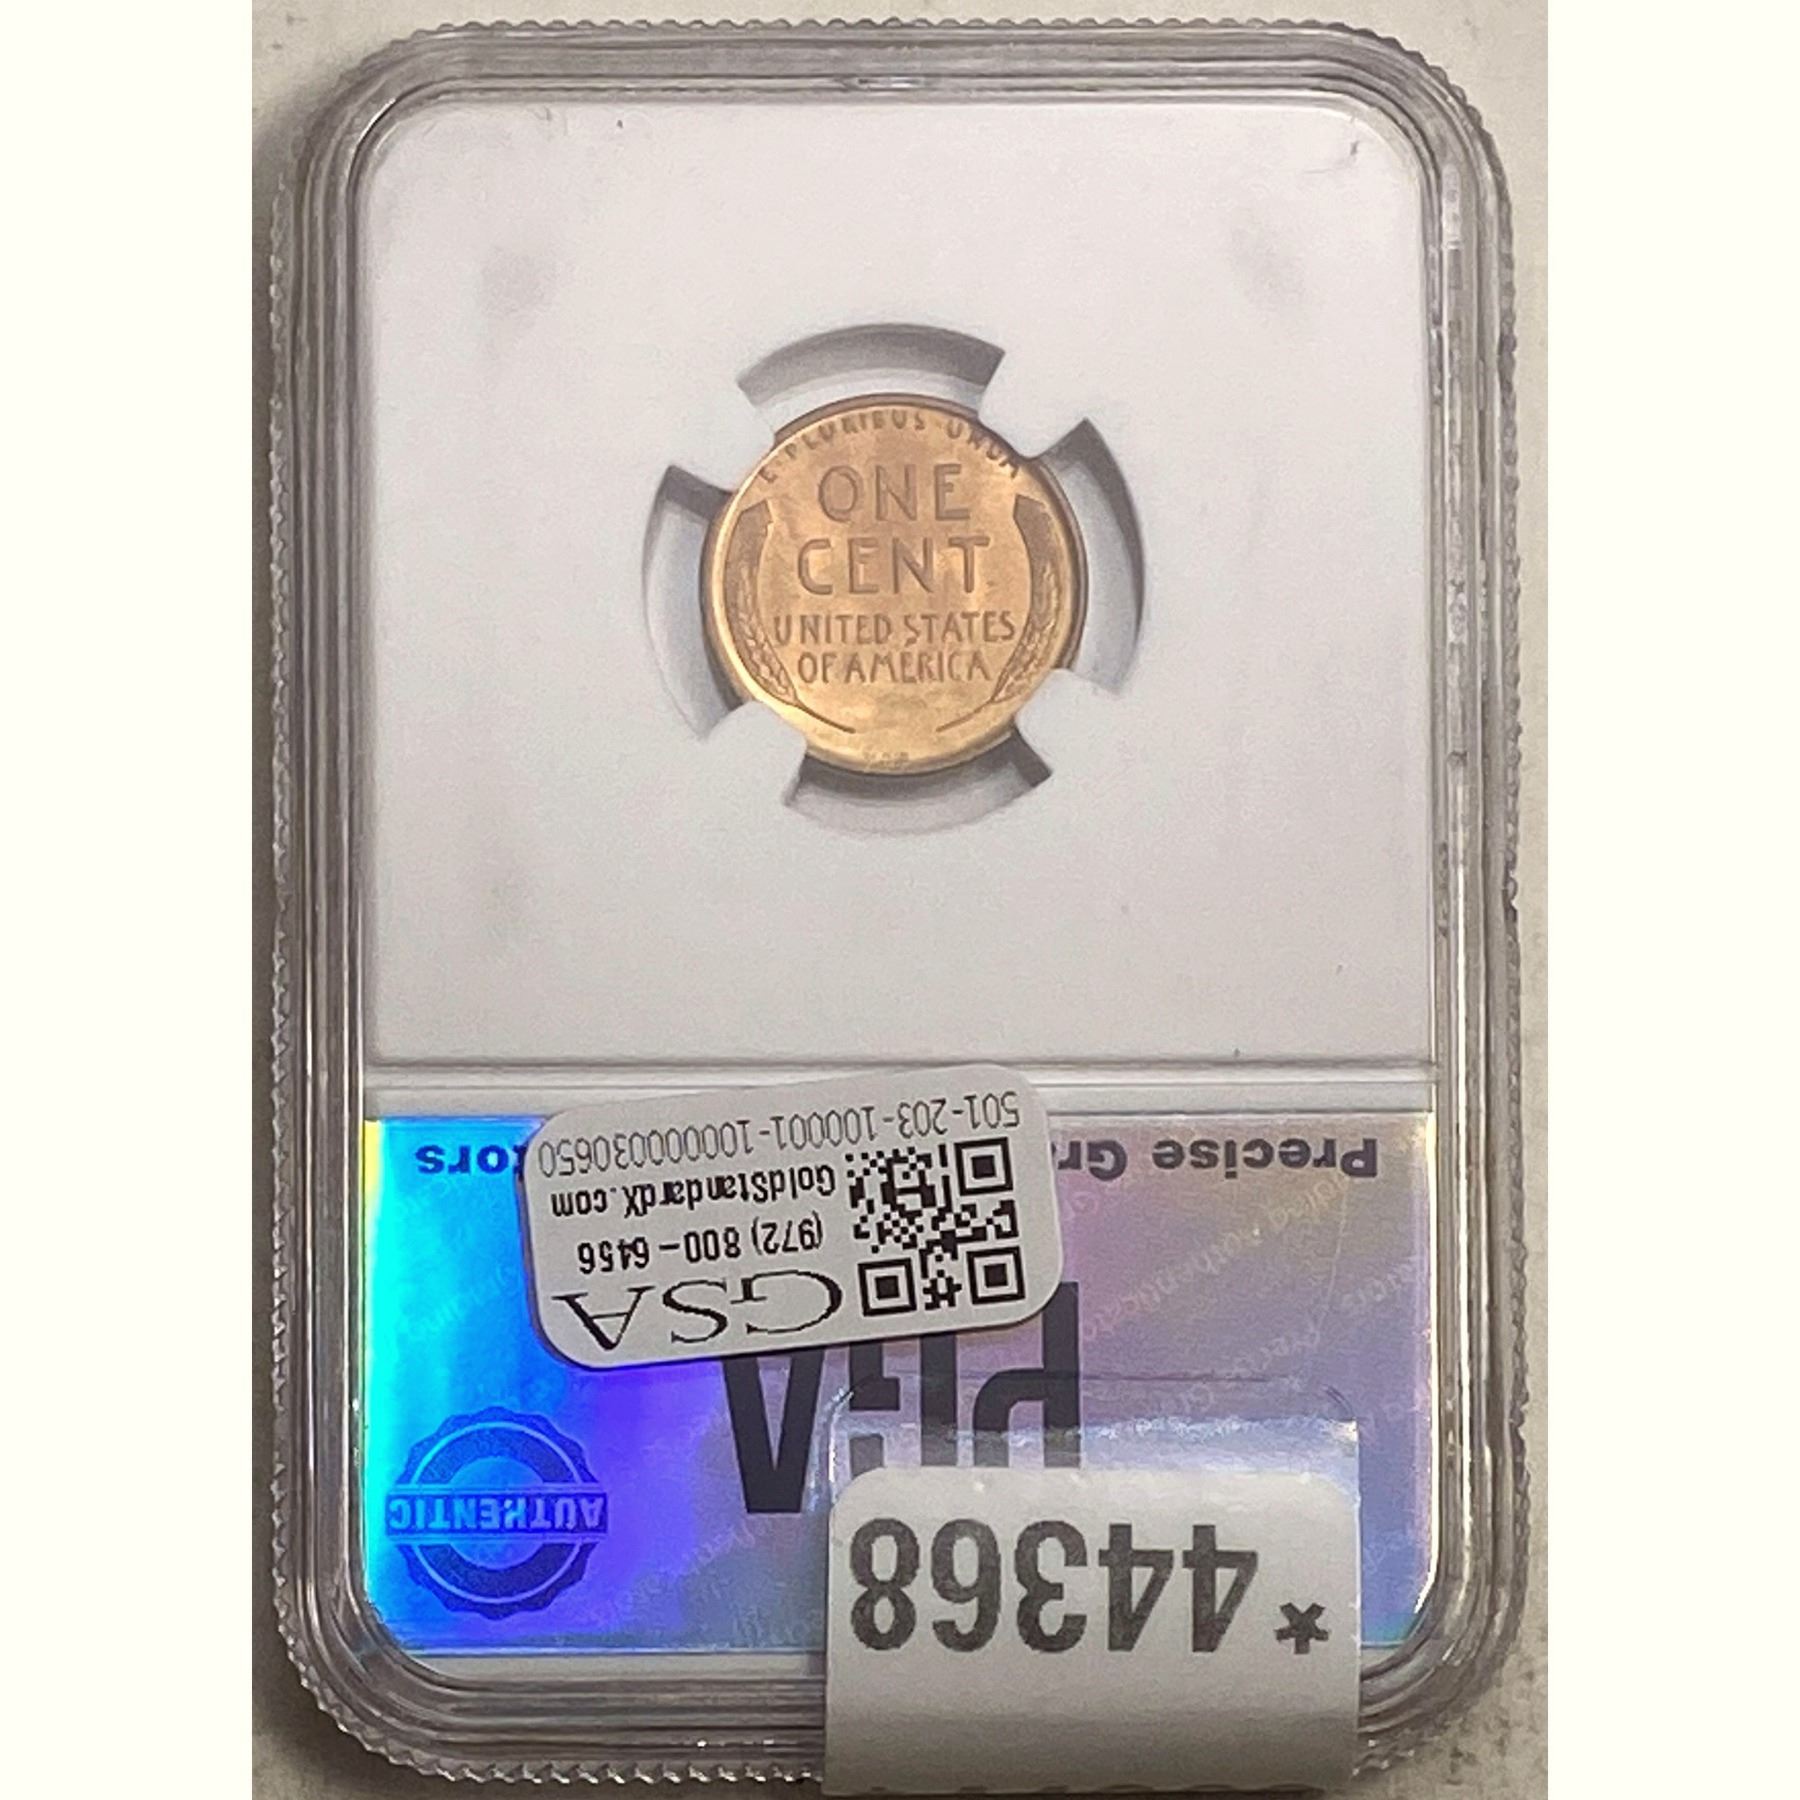 E·PLURIBUS·UNUM
ONE
CENT
UNITED STATES
OF AMERICA
*44368
PGA
AUTHENTIC
GSA
(972) 800-6456
GoldStandardX.com
501-203-100001-10000030650
Precise Gr tors